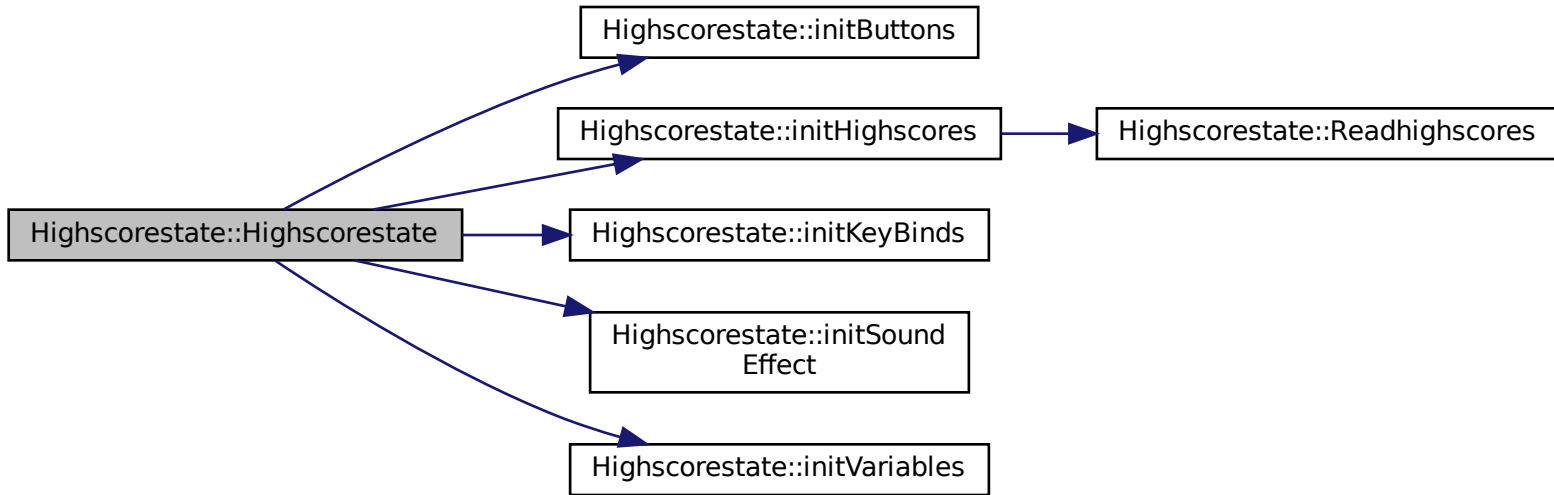 Highscorestate::initButtons
Highscorestate::initHighscores
Highscorestate::Readhighscores
Highscorestate::Highscorestate
Highscorestate::initKeyBinds
Highscorestate::initSound
Effect
Highscorestate::initVariables